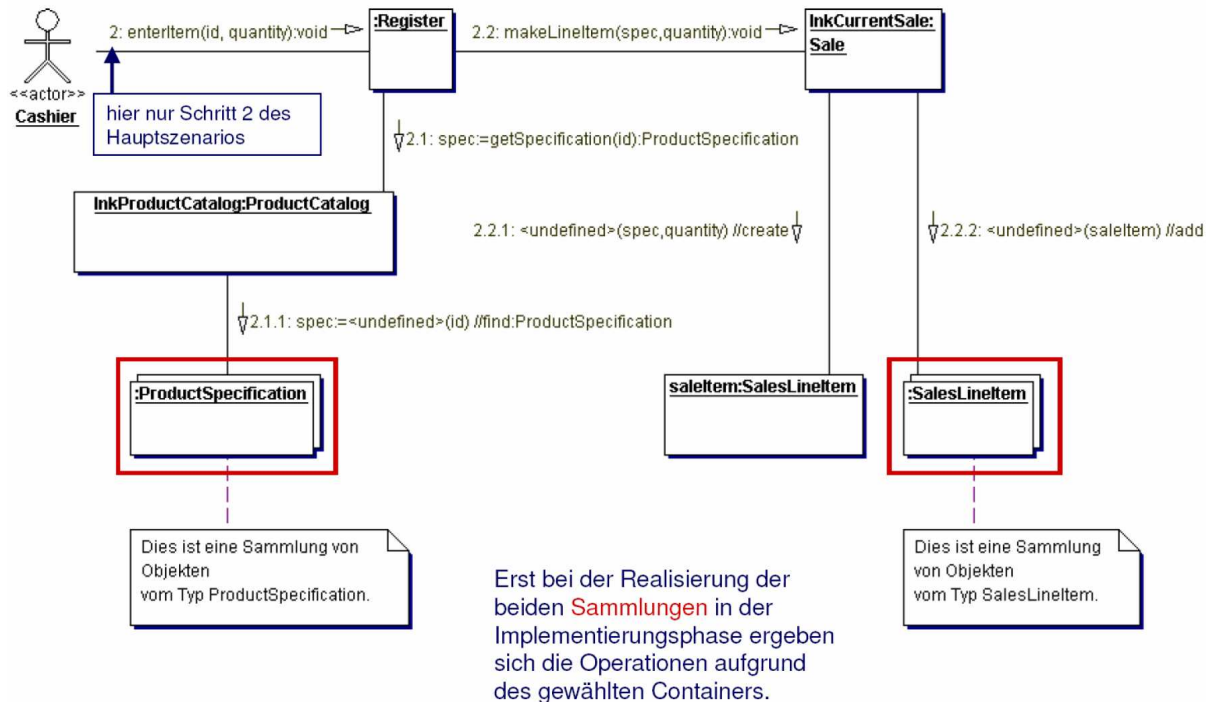 2: enterItem(id, quantity):void
:Register
2.2: makeLineItem(spec,quantity):void
lnkCurrentSale:
Sale
<<actor>>
Cashier
hier nur Schritt 2 des
Hauptszenarios
2.1: spec:=getSpecification(id):ProductSpecification
lnkProductCatalog:ProductCatalog
2.2.1: <undefined>(spec,quantity) //create
2.2.2: <undefined>(saleItem) //add
2.1.1: spec:=<undefined>(id) //find:ProductSpecification
:ProductSpecification
saleItem:SalesLineItem
:SalesLineItem
Dies ist eine Sammlung von
Objekten
vom Typ ProductSpecification.
Dies ist eine Sammlung
von Objekten
vom Typ SalesLineItem.
Erst bei der Realisierung der
beiden Sammlungen in der
Implementierungsphase ergeben
sich die Operationen aufgrund
des gewählten Containers.